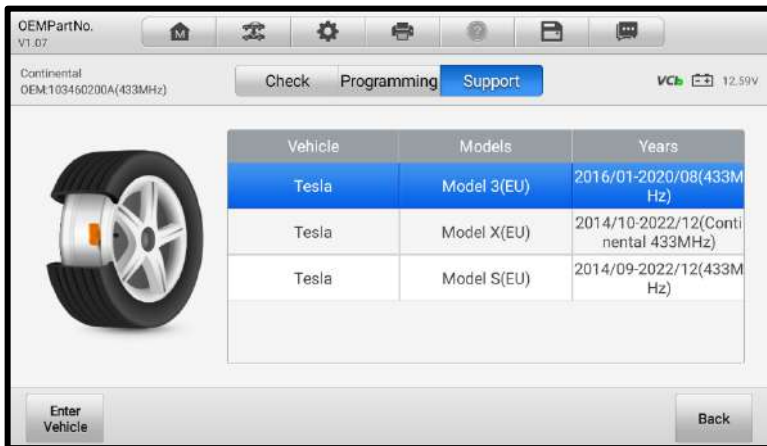 OEMPartNo.
V1.07
M
Continental
OEM:103460200A(433MHz)
Check Programming Support
VCb 12.59V
Vehicle Models Years
Tesla Model 3(EU) 2016/01-2020/08(433M
Hz)
Tesla Model X(EU) 2014/10-2022/12(Conti
nental 433MHz)
Tesla Model S(EU) 2014/09-2022/12(433M
Hz)
Enter
Vehicle
Back